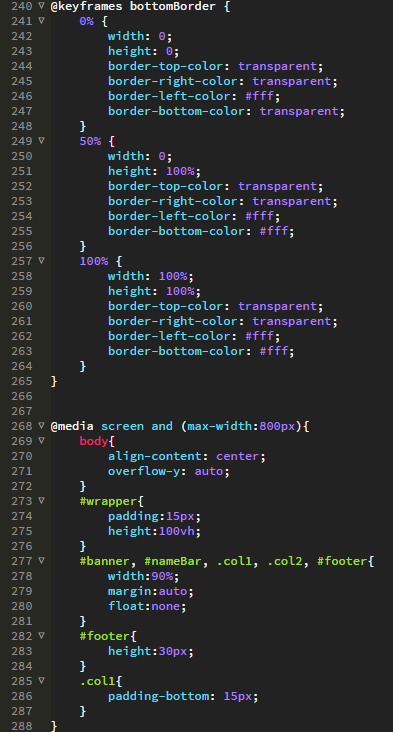 240 @keyframes bottomBorder {
241 0% {
242 width: 0;
243 height: 0;
244 border-top-color: transparent;
245 border-right-color: transparent;
246 border-left-color: #fff;
247 border-bottom-color: transparent;
248 }
249 50% {
250 width: 0;
251 height: 100%;
252 border-top-color: transparent;
253 border-right-color: transparent;
254 border-left-color: #fff;
255 border-bottom-color: #fff;
256 }
257 100% {
258 width: 100%;
259 height: 100%;
260 border-top-color: transparent;
261 border-right-color: transparent;
262 border-left-color: #fff;
263 border-bottom-color: #fff;
264 }
265 }
266
267
268 @media screen and (max-width:800px){
269 body{
270 align-content: center;
271 overflow-y: auto;
272 }
273 #wrapper{
274 padding:15px;
275 height:100vh;
276 }
277 #banner, #nameBar, .col1, .col2, #footer{
278 width:90%;
279 margin:auto;
280 float:none;
281 }
282 #footer{
283 height:30px;
284 }
285 .col1{
286 padding-bottom: 15px;
287 }
288 }